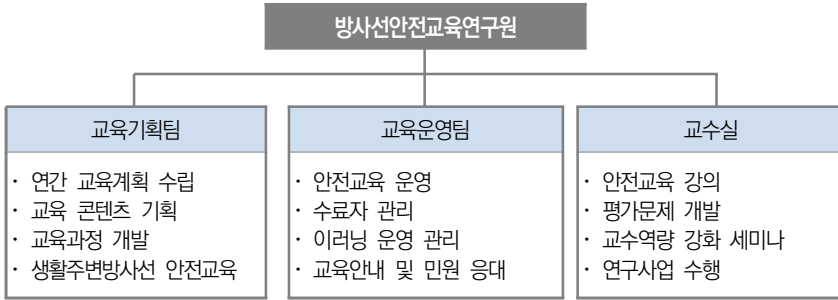 방사선안전교육연구원
교육기획팀
· 연간 교육계획 수립
· 교육 콘텐츠 기획
· 교육과정 개발
· 생활주변방사선 안전교육
교육운영팀
· 안전교육 운영
· 수료자 관리
· 이러닝 운영 관리
· 교육안내 및 민원 응대
교수실
· 안전교육 강의
· 평가문제 개발
· 교수역량 강화 세미나
· 연구사업 수행